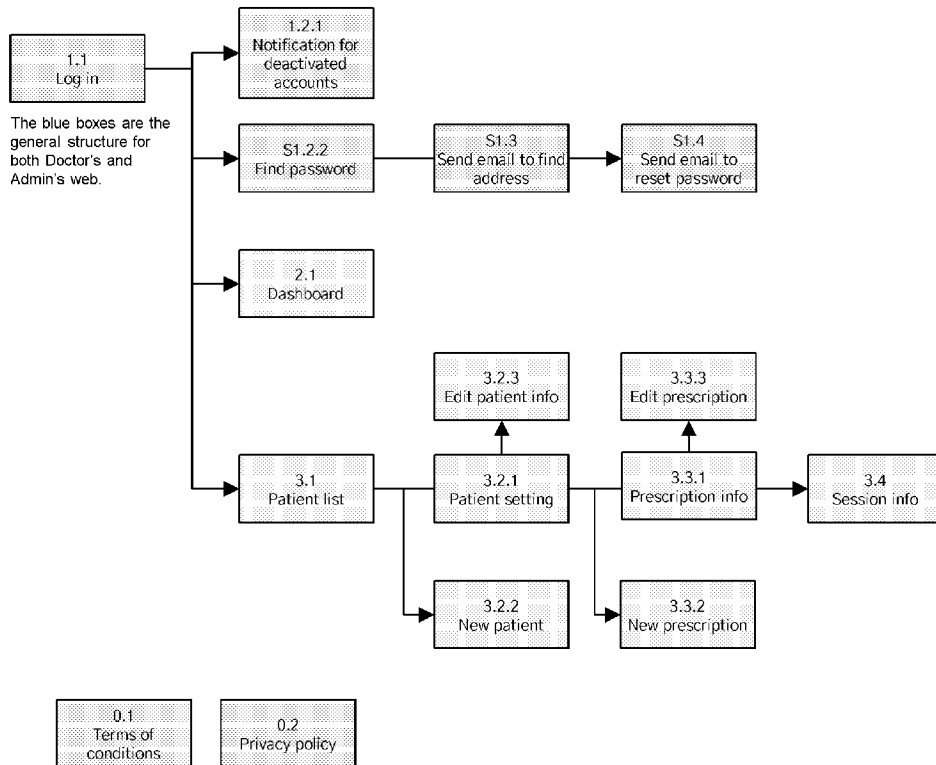 1.1
Log in
The blue boxes are the
general structure for
both Doctor's and
Admin's web.
1.2.1
Notification for
deactivated
accounts
S1.2.2
Find password
S1.3
Send email to find
address
S1.4
Send email to
reset password
2.1
Dashboard
3.2.3
Edit patient info
3.3.3
Edit prescription
3.1
Patient list
3.2.1
Patient setting
3.3.1
Prescription info
3.4
Session info
3.2.2
New patient
3.3.2
New prescription
0.1
Terms of
conditions
0.2
Privacy policy